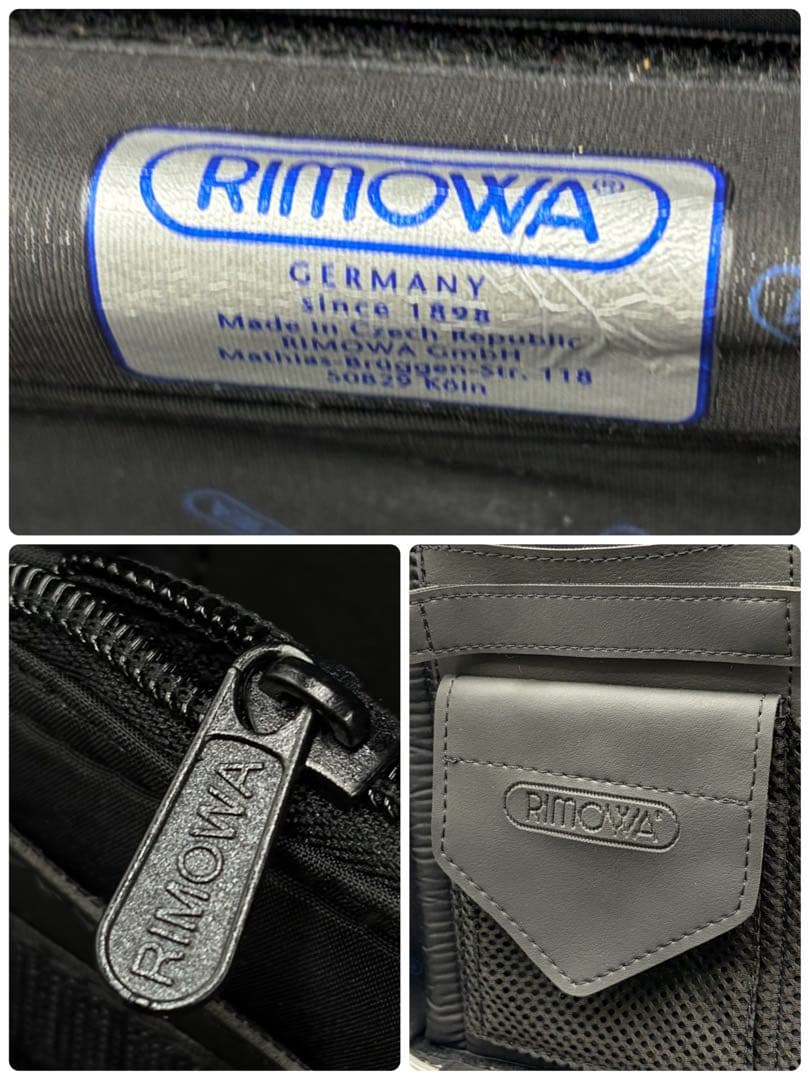 RIMOWA®
GERMANY
since 1898
Made in Czech Republic
RIMOWA GmbH
Mathias-Brüggen-Str. 118
50829 Köln
RIMOWA
RIMOWA